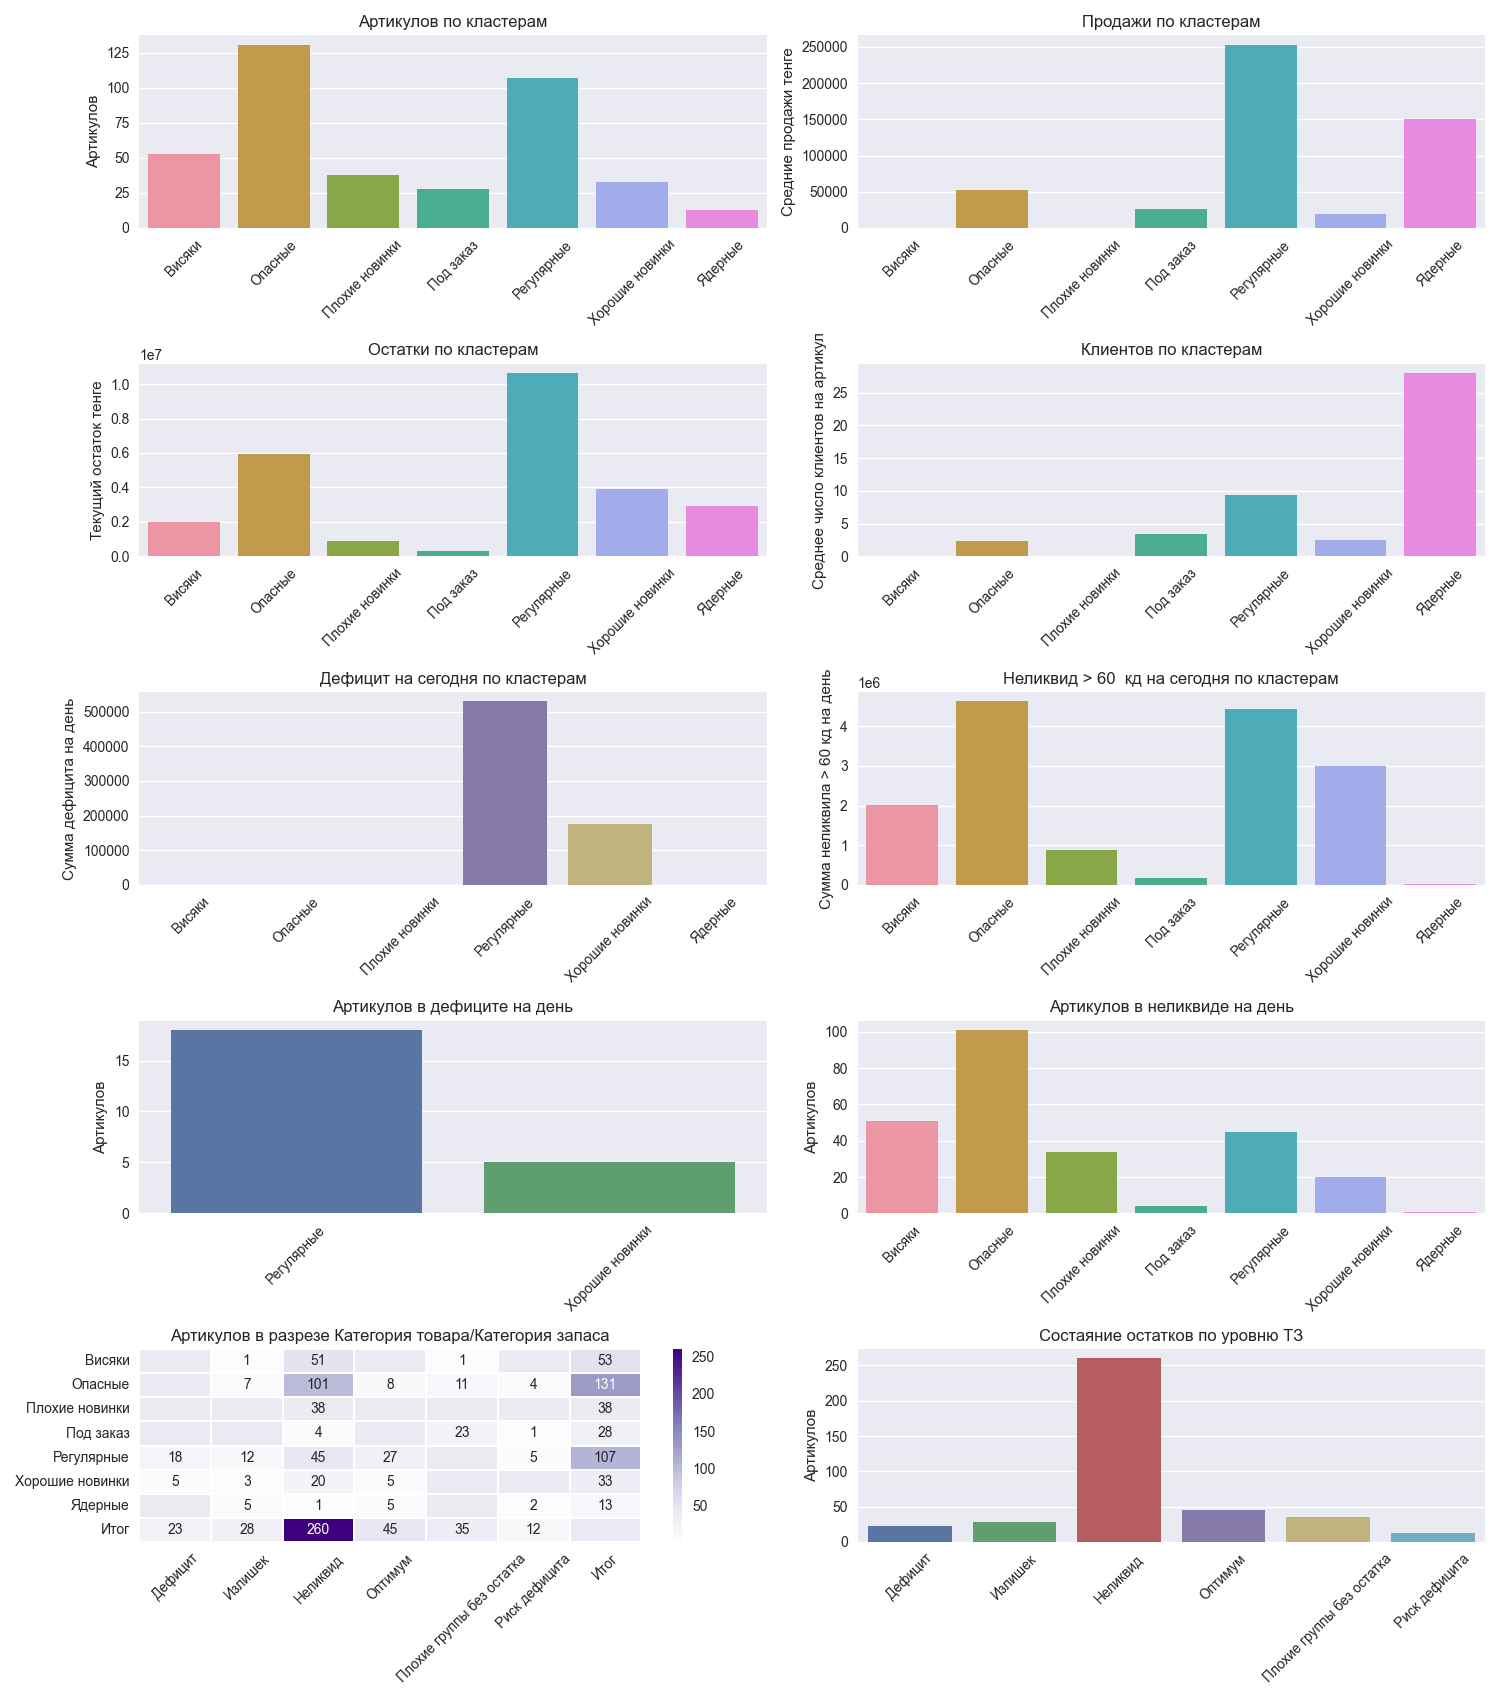 Артикулов по кластерам
Артикулов
125
100
75
50
25
0
Висяки
Опасные
Плохие новинки
Под заказ
Регулярные
Хорошие новинки
Ядерные
Продажи по кластерам
Средние продажи тенге
250000
200000
150000
100000
50000
0
Висяки
Опасные
Плохие новинки
Под заказ
Регулярные
Хорошие новинки
Ядерные
Остатки по кластерам
1e7
Текущий остаток тенге
1.0
0.8
0.6
0.4
0.2
0.0
Висяки
Опасные
Плохие новинки
Под заказ
Регулярные
Хорошие новинки
Ядерные
Клиентов по кластерам
Среднее число клиентов на артикул
25
20
15
10
5
0
Висяки
Опасные
Плохие новинки
Под заказ
Регулярные
Хорошие новинки
Ядерные
Дефицит на сегодня по кластерам
Сумма дефицита на день
500000
400000
300000
200000
100000
0
Висяки
Опасные
Плохие новинки
Регулярные
Хорошие новинки
Ядерные
Неликвид > 60  кд на сегодня по кластерам
1e6
Сумма неликвила > 60 кд на день
4
3
2
1
0
Висяки
Опасные
Плохие новинки
Под заказ
Регулярные
Хорошие новинки
Ядерные
Артикулов в дефиците на день
Артикулов
15
10
5
0
Регулярные
Хорошие новинки
Артикулов в неликвиде на день
Артикулов
100
80
60
40
20
0
Висяки
Опасные
Плохие новинки
Под заказ
Регулярные
Хорошие новинки
Ядерные
Артикулов в разрезе Категория товара/Категория запаса
Висяки 1 51 1 53
Опасные 7 101 8 11 4 131
Плохие новинки 38 38
Под заказ 4 23 1 28
Регулярные 18 12 45 27 5 107
Хорошие новинки 5 3 20 5 33
Ядерные 5 1 5 2 13
Итог 23 28 260 45 35 12
Дефицит
Излишек
Неликвид
Оптимум
Плохие группы без остатка
Риск дефицита
Итог
250
200
150
100
50
Состаяние остатков по уровню ТЗ
Артикулов
250
200
150
100
50
0
Дефицит
Излишек
Неликвид
Оптимум
Плохие группы без остатка
Риск дефицита